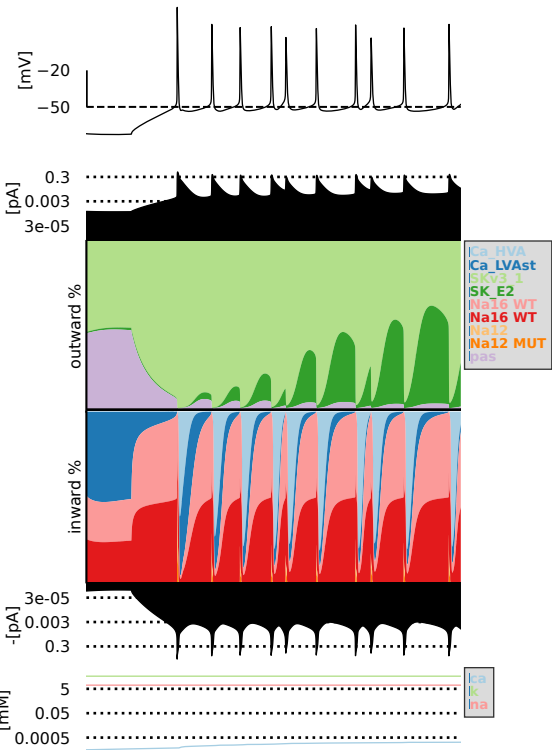 [mV]
−20
−50
[pA]
0.3
0.003
3e-05
outward %
Ca_HVA
Ca_LVAst
SKv3_1
SK_E2
Na16 WT
Na16 WT
Na12
Na12 MUT
pas
inward %
-[pA]
3e-05
0.003
0.3
[mM]
5
0.05
0.0005
ca
k
na